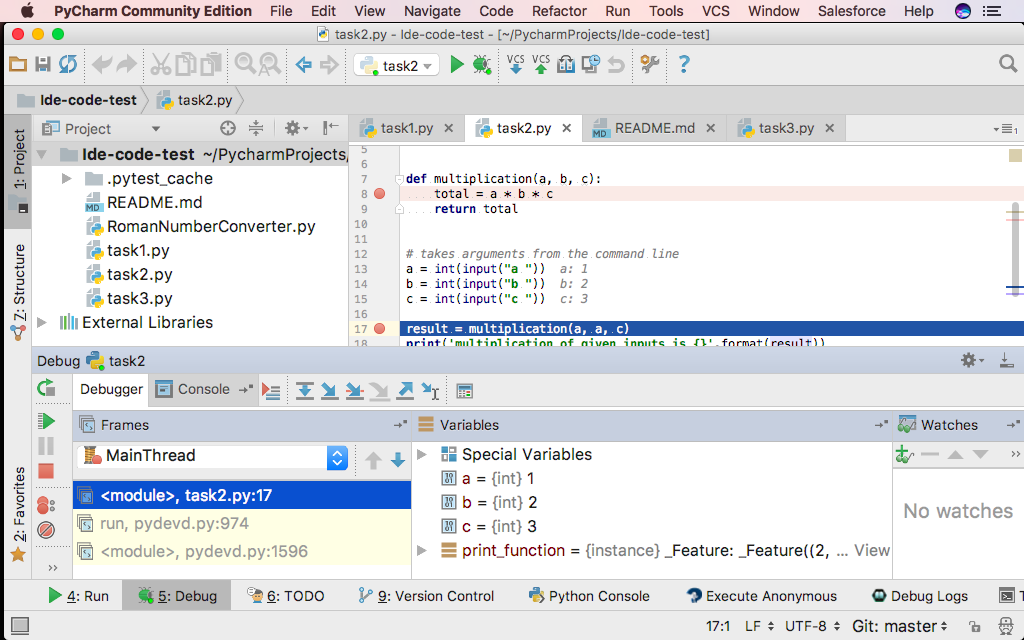 PyCharm Community Edition File Edit View Navigate Code Refactor Run Tools VCS Window Salesforce Help
task2.py - Ide-code-test - [~/PycharmProjects/Ide-code-test]
task2 VCS VCS ?
Ide-code-test task2.py
1: Project
Project
task1.py task2.py MD README.md task3.py
Ide-code-test ~/PycharmProjects/
.pytest_cache
MD README.md
RomanNumberConverter.py
task1.py
task2.py
task3.py
External Libraries
7: Structure
5
6
7 def multiplication(a, b, c):
8 total = a * b * c
9 return total
10
11
12 # takes arguments from the command line
13 a = int(input("a ")) a: 1
14 b = int(input("b ")) b: 2
15 c = int(input("c ")) c: 3
16
17 result = multiplication(a, a, c)
18 print('multiplication of given inputs is {}'.format(result))
Debug task2
Debugger Console
Frames
MainThread
<module>, task2.py:17
run, pydevd.py:974
<module>, pydevd.py:1596
Variables
Special Variables
a = {int} 1
b = {int} 2
c = {int} 3
print_function = {instance} _Feature: _Feature((2, ... View
Watches
No watches
2: Favorites
4: Run 5: Debug 6: TODO 9: Version Control Python Console Execute Anonymous Debug Logs T
17:1 LF UTF-8 Git: master